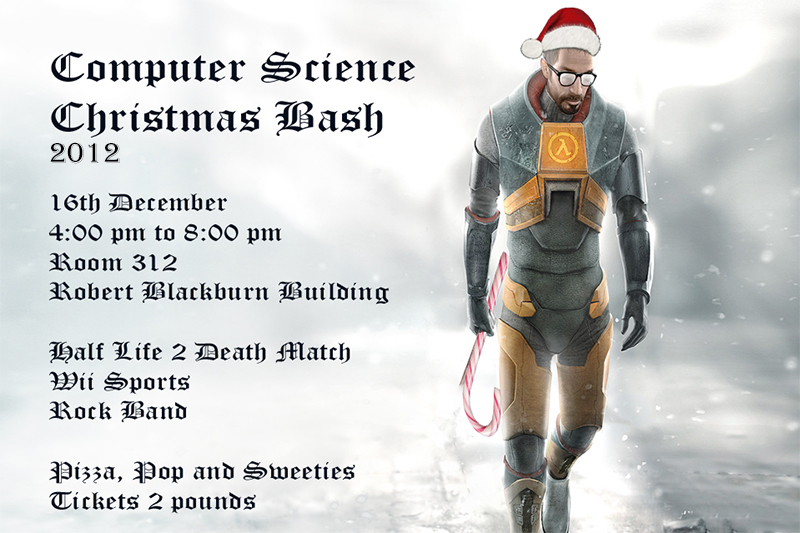 Computer Science
Christmas Bash
2012
16th December
4:00 pm to 8:00 pm
Room 312
Robert Blackburn Building
Half Life 2 Death Match
Wii Sports
Rock Band
Pizza, Pop and Sweeties
Tickets 2 pounds
λ